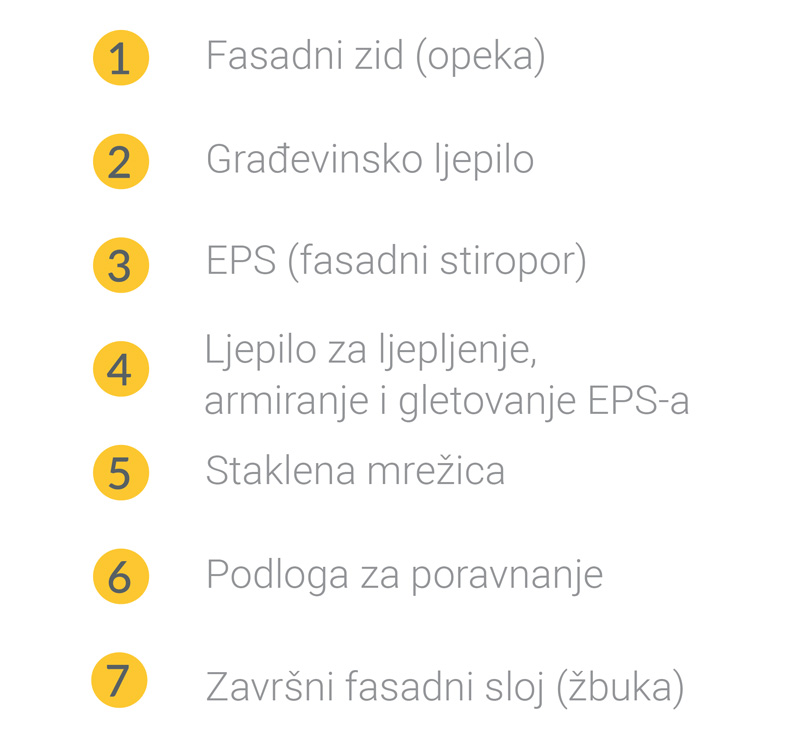 1 Fasadni zid (opeka)
2 Građevinsko ljepilo
3 EPS (fasadni stiropor)
4 Ljepilo za ljepljenje,
armiranje i gletovanje EPS-a
5 Staklena mrežica
6 Podloga za poravnanje
7 Završni fasadni sloj (žbuka)